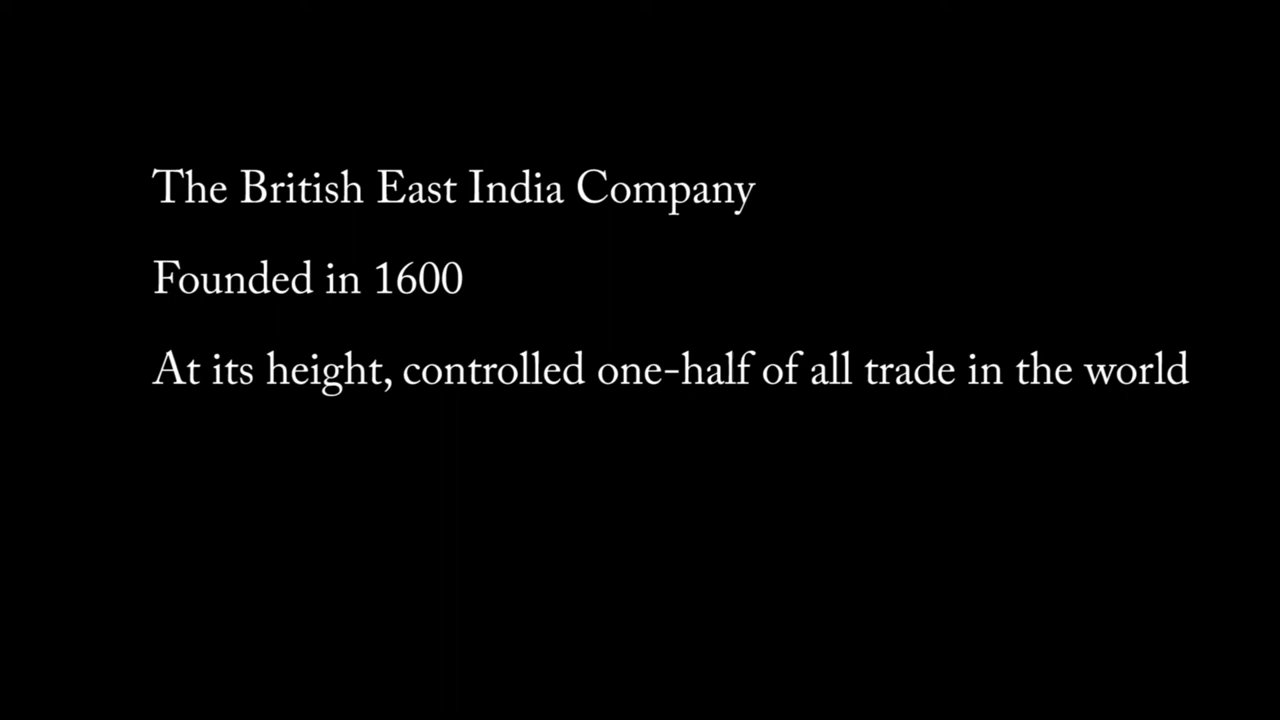 The British East India Company
Founded in 1600
At its height, controlled one-half of all trade in the world